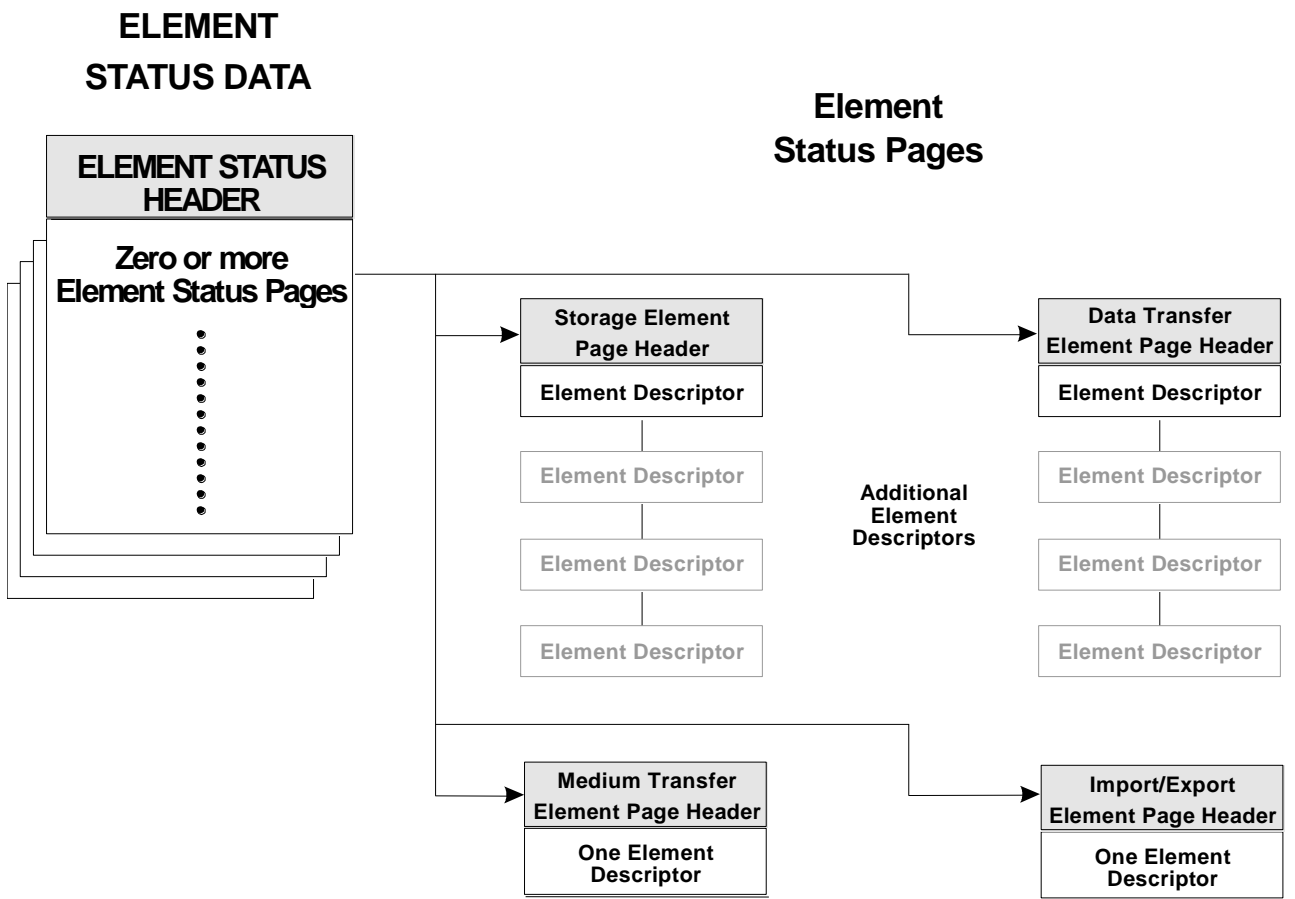 ELEMENT
STATUS DATA
Element
Status Pages
ELEMENT STATUS
HEADER
Zero or more
Element Status Pages
Storage Element
Page Header
Element Descriptor
Element Descriptor
Element Descriptor
Element Descriptor
Additional
Element
Descriptors
Data Transfer
Element Page Header
Element Descriptor
Element Descriptor
Element Descriptor
Element Descriptor
Medium Transfer
Element Page Header
One Element
Descriptor
Import/Export
Element Page Header
One Element
Descriptor